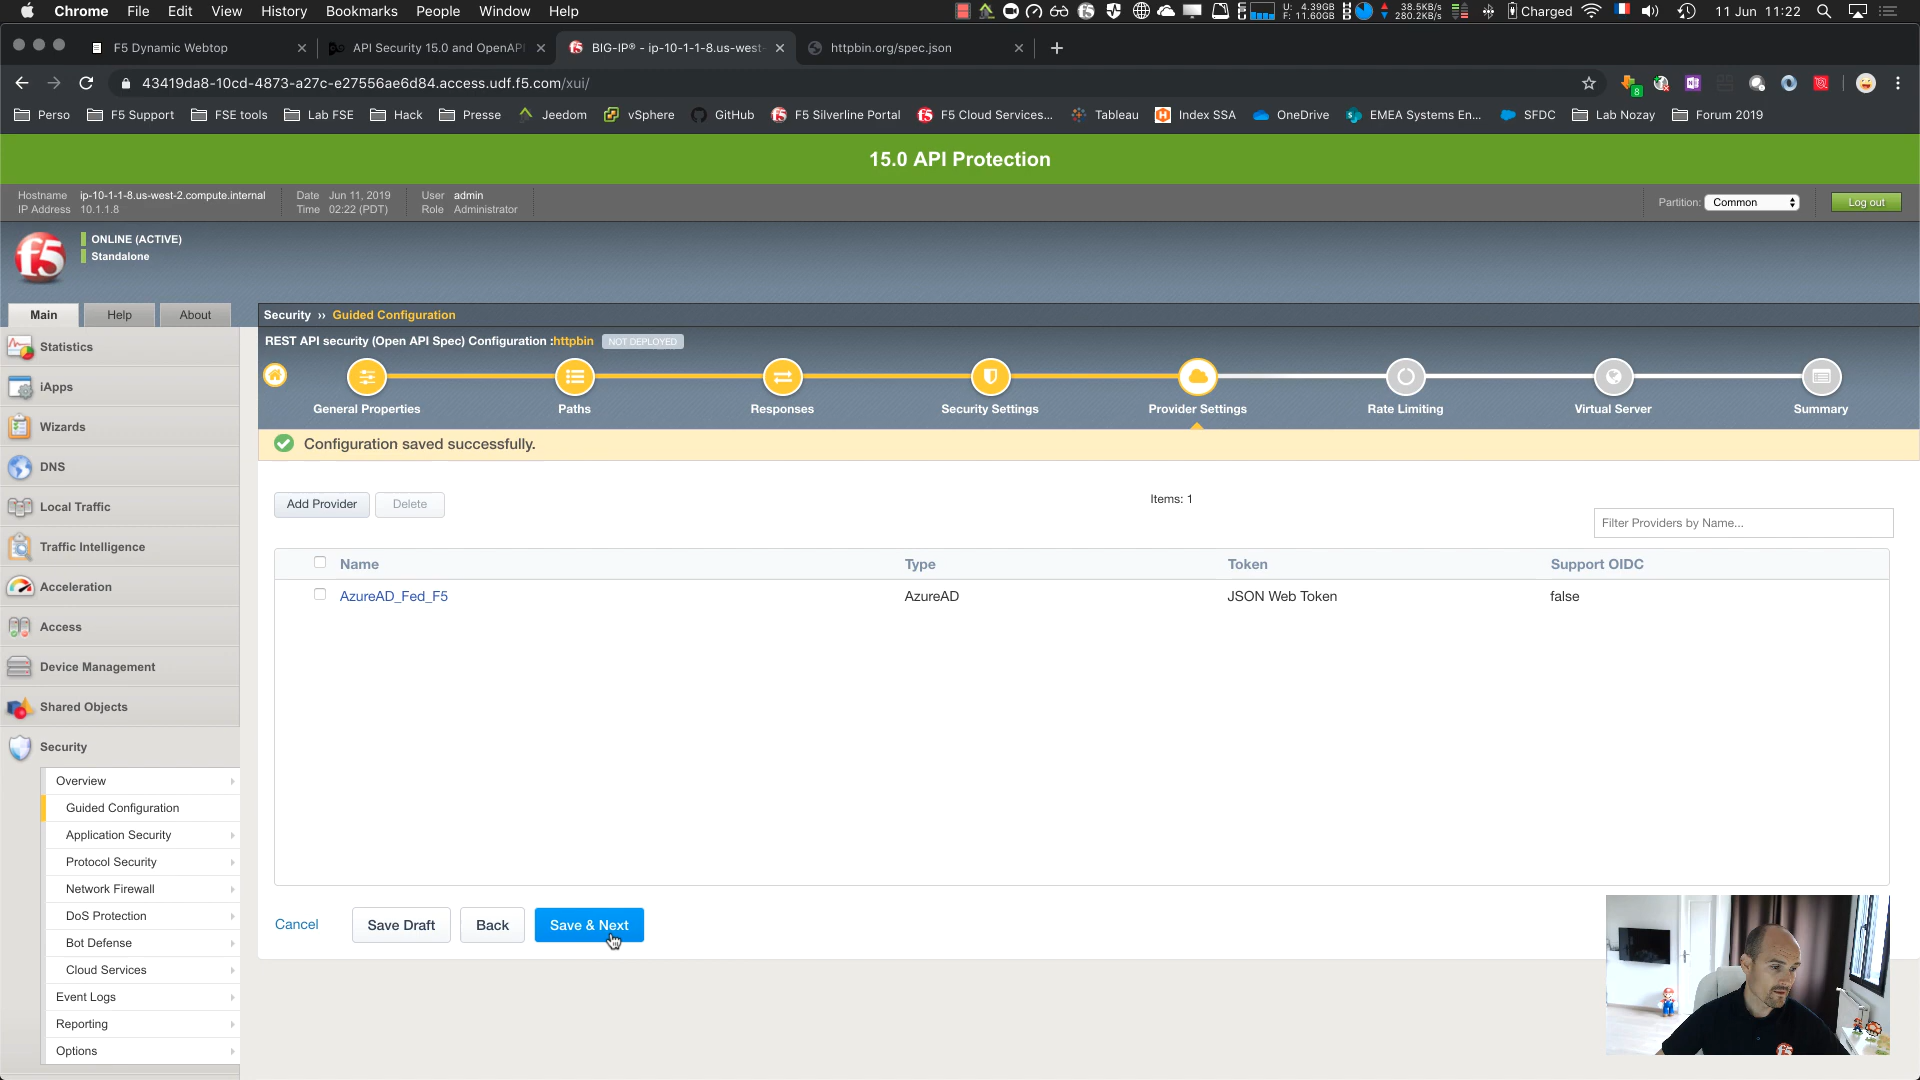 Chrome File Edit View History Bookmarks People Window Help
U: 4.39GB F: 11.60GB 38.5KB/s 280.2KB/s Charged 11 Jun 11:22
F5 Dynamic Webtop
API Security 15.0 and OpenAPI
BIG-IP® - ip-10-1-1-8.us-west-
httpbin.org/spec.json
43419da8-10cd-4873-a27c-e27556ae6d84.access.udf.f5.com/xui/
8
Perso F5 Support FSE tools Lab FSE Hack Presse Jeedom vSphere GitHub F5 Silverline Portal F5 Cloud Services... Tableau Index SSA OneDrive EMEA Systems En... SFDC Lab Nozay Forum 2019
15.0 API Protection
Hostname ip-10-1-1-8.us-west-2.compute.internal Date Jun 11, 2019 User admin
IP Address 10.1.1.8 Time 02:22 (PDT) Role Administrator
Partition: Common Log out
f5
ONLINE (ACTIVE)
Standalone
Main Help About
Statistics
iApps
Wizards
DNS
Local Traffic
Traffic Intelligence
Acceleration
Access
Device Management
Shared Objects
Security
Overview
Guided Configuration
Application Security
Protocol Security
Network Firewall
DoS Protection
Bot Defense
Cloud Services
Event Logs
Reporting
Options
Security ›› Guided Configuration
REST API security (Open API Spec) Configuration :httpbin NOT DEPLOYED
General Properties Paths Responses Security Settings Provider Settings Rate Limiting Virtual Server Summary
Configuration saved successfully.
Add Provider Delete Items: 1
Filter Providers by Name...
Name Type Token Support OIDC
AzureAD_Fed_F5 AzureAD JSON Web Token false
Cancel Save Draft Back Save & Next